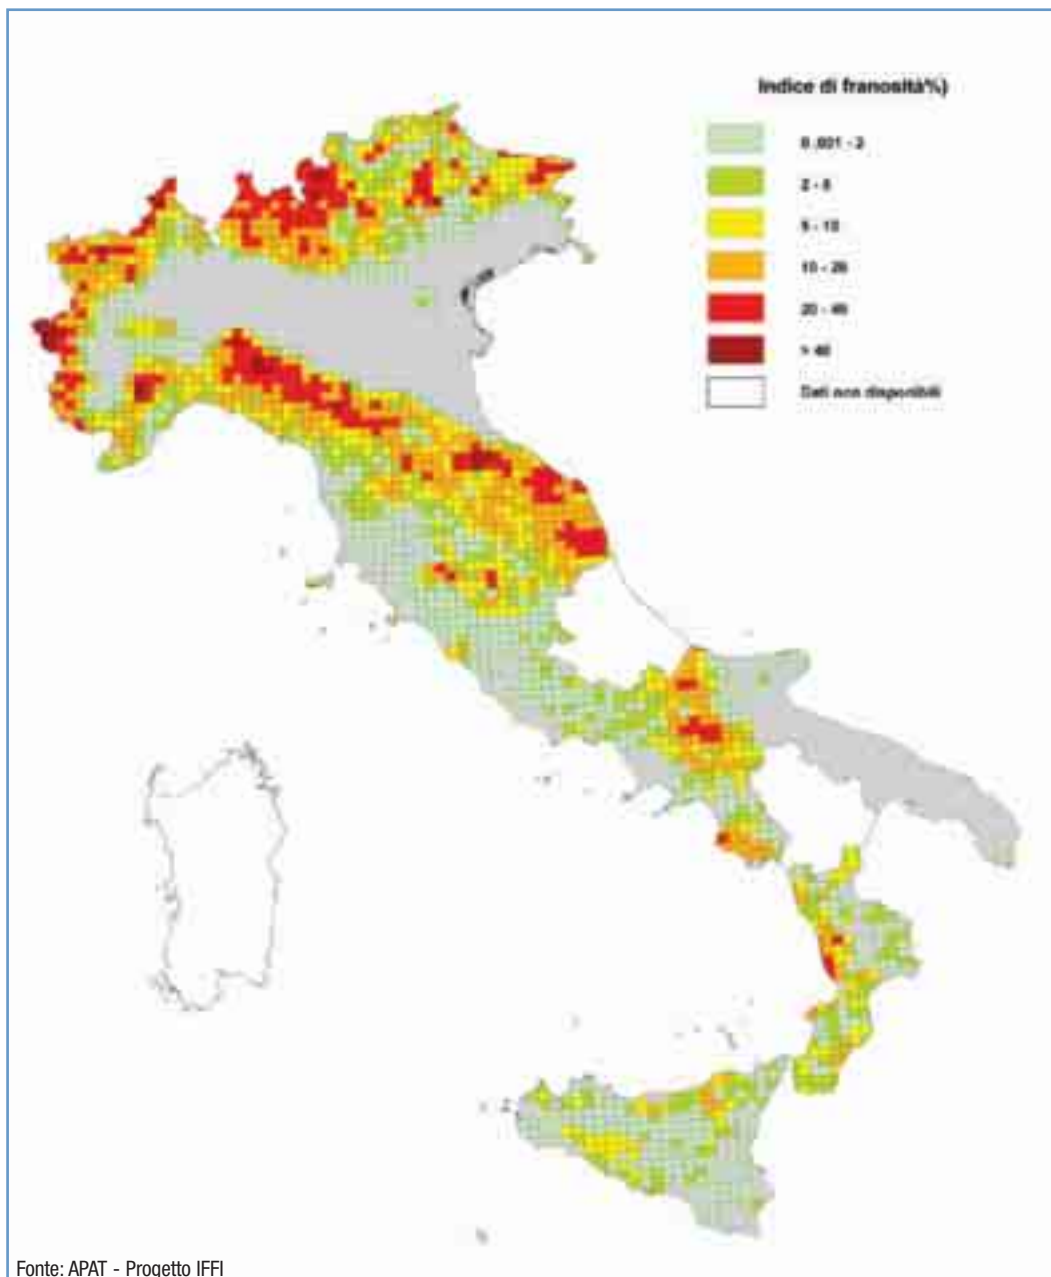 Indice di franosità%)
0.001 - 2
2 - 5
5 - 10
10 - 20
20 - 40
> 40
Dati non disponibili
Fonte: APAT - Progetto IFFI